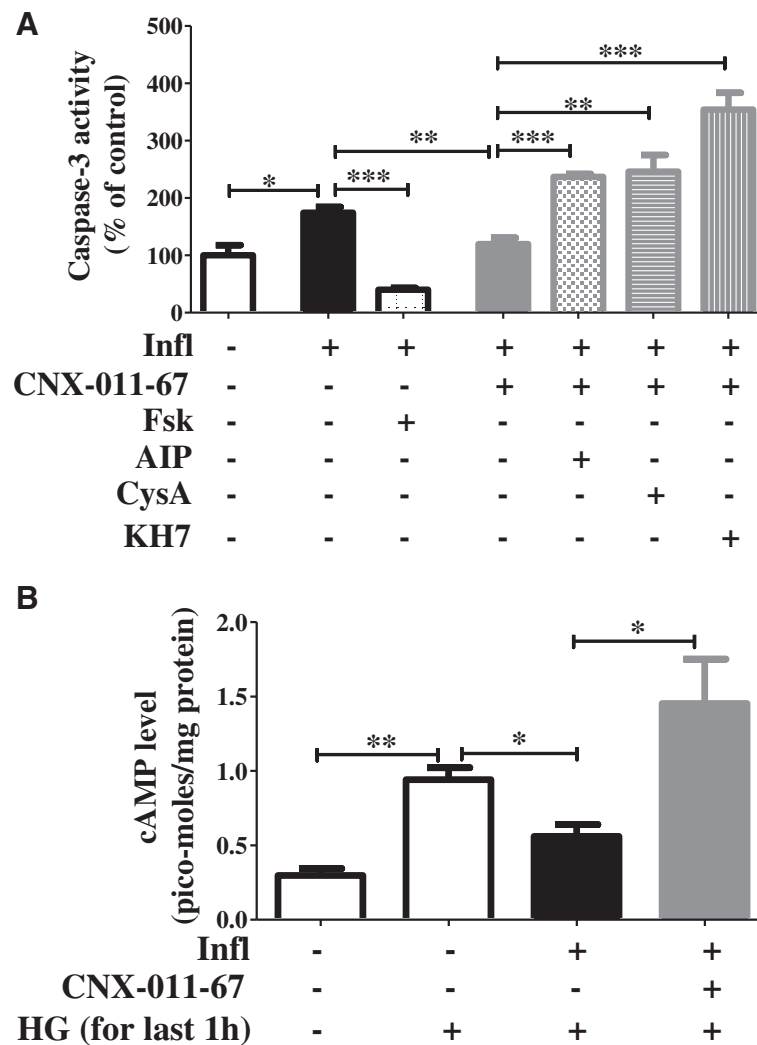 A
Caspase-3 activity
(% of control)
500
400
300
200
100
0
* *** ** *** ** ***
Infl - + + + + + +
CNX-011-67 - - - + + + +
Fsk - - + - - - -
AIP - - - - + - -
CysA - - - - - + -
KH7 - - - - - - +
B
cAMP level
(pico-moles/mg protein)
2.0
1.5
1.0
0.5
0.0
** * *
Infl - - + +
CNX-011-67 - - - +
HG (for last 1h) - + + +